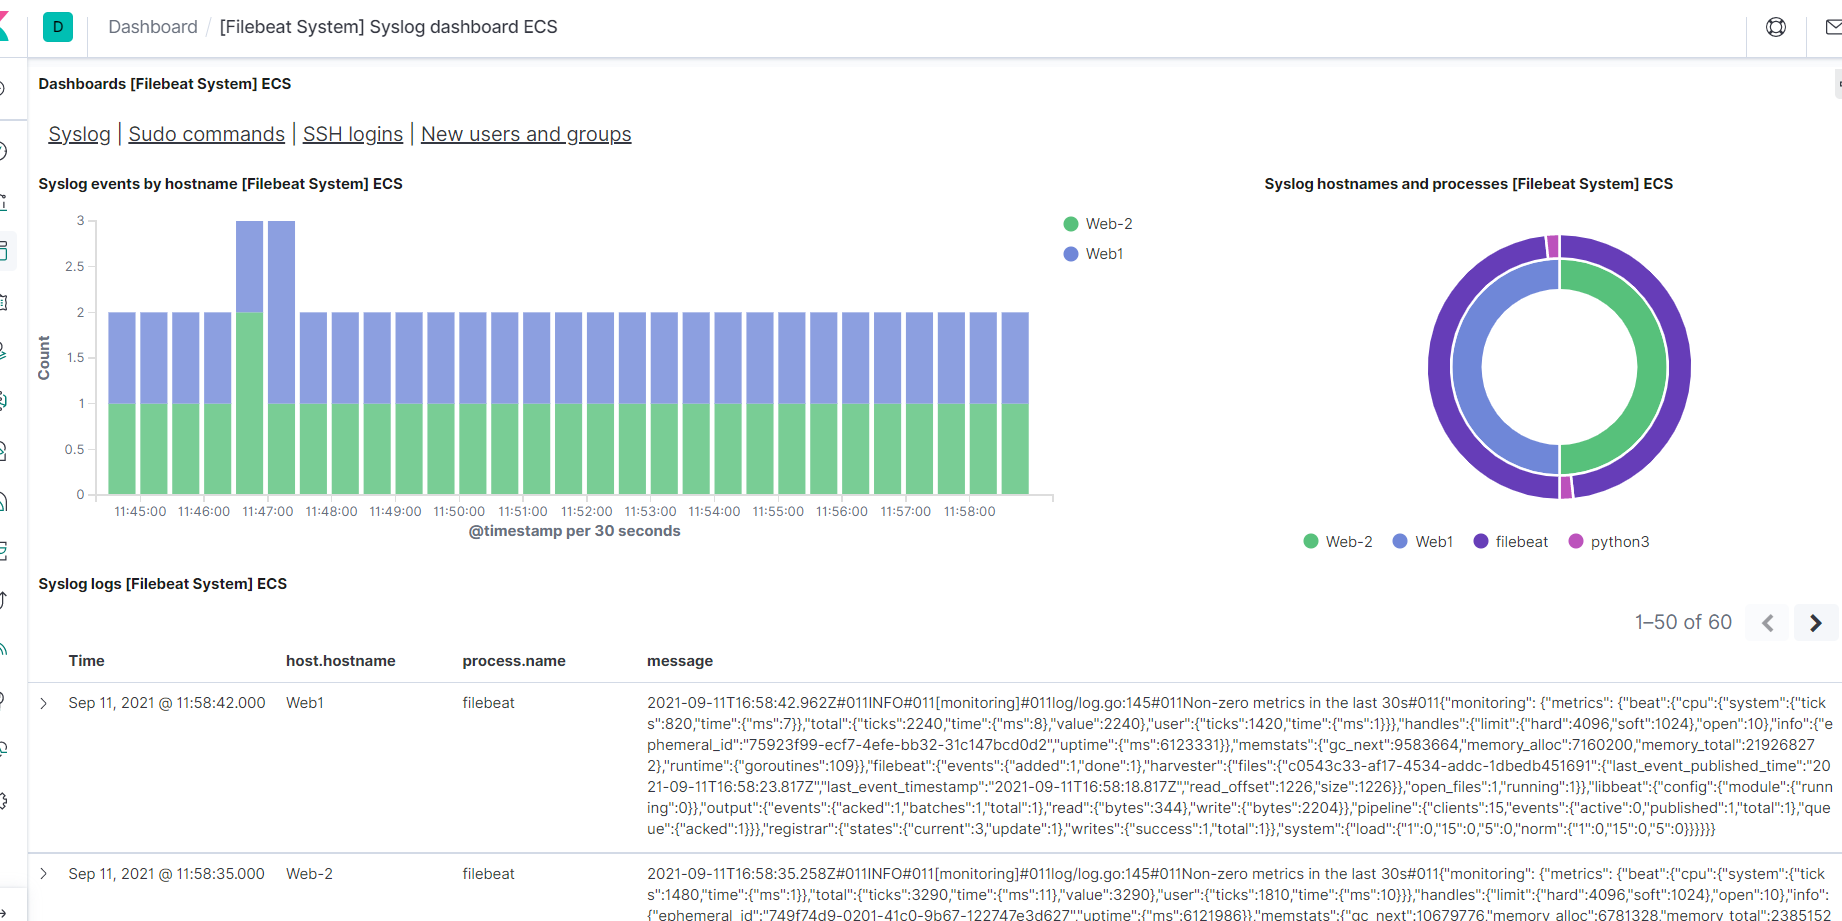 D Dashboard / [Filebeat System] Syslog dashboard ECS
Dashboards [Filebeat System] ECS
Syslog | Sudo commands | SSH logins | New users and groups
Syslog events by hostname [Filebeat System] ECS
3
2.5
2
1.5
1
0.5
0
Count
11:45:00 11:46:00 11:47:00 11:48:00 11:49:00 11:50:00 11:51:00 11:52:00 11:53:00 11:54:00 11:55:00 11:56:00 11:57:00 11:58:00
@timestamp per 30 seconds
Web-2
Web1
Syslog hostnames and processes [Filebeat System] ECS
Web-2 Web1 filebeat python3
Syslog logs [Filebeat System] ECS
1–50 of 60
Time host.hostname process.name message
Sep 11, 2021 @ 11:58:42.000 Web1 filebeat 2021-09-11T16:58:42.962Z#011INFO#011[monitoring]#011log/log.go:145#011Non-zero metrics in the last 30s#011{"monitoring": {"metrics": {"beat":{"cpu":{"system":{"tick
s":820,"time":{"ms":7}},"total":{"ticks":2240,"time":{"ms":8},"value":2240},"user":{"ticks":1420,"time":{"ms":1}}},"handles":{"limit":{"hard":4096,"soft":1024},"open":10},"info":{"e
phemeral_id":"75923f99-ecf7-4efe-bb32-31c147bcd0d2","uptime":{"ms":6123331}},"memstats":{"gc_next":9583664,"memory_alloc":7160200,"memory_total":21926827
2},"runtime":{"goroutines":109}},"filebeat":{"events":{"added":1,"done":1},"harvester":{"files":{"c0543c33-af17-4534-addc-1dbedb451691":{"last_event_published_time":"20
21-09-11T16:58:23.817Z","last_event_timestamp":"2021-09-11T16:58:18.817Z","read_offset":1226,"size":1226}},"open_files":1,"running":1}},"libbeat":{"config":{"module":{"runn
ing":0}},"output":{"events":{"acked":1,"batches":1,"total":1},"read":{"bytes":344},"write":{"bytes":2204}},"pipeline":{"clients":15,"events":{"active":0,"published":1,"total":1},"que
ue":{"acked":1}}},"registrar":{"states":{"current":3,"update":1},"writes":{"success":1,"total":1}},"system":{"load":{"1":0,"15":0,"5":0,"norm":{"1":0,"15":0,"5":0}}}}}}
Sep 11, 2021 @ 11:58:35.000 Web-2 filebeat 2021-09-11T16:58:35.258Z#011INFO#011[monitoring]#011log/log.go:145#011Non-zero metrics in the last 30s#011{"monitoring": {"metrics": {"beat":{"cpu":{"system":{"tick
s":1480,"time":{"ms":1}},"total":{"ticks":3290,"time":{"ms":11},"value":3290},"user":{"ticks":1810,"time":{"ms":10}}},"handles":{"limit":{"hard":4096,"soft":1024},"open":10},"info":
{"ephemeral_id":"749f74d9-0201-41c0-9b67-122747e3d627","uptime":{"ms":6121986}},"memstats":{"gc_next":10679776,"memory_alloc":6781328,"memory_total":2385152